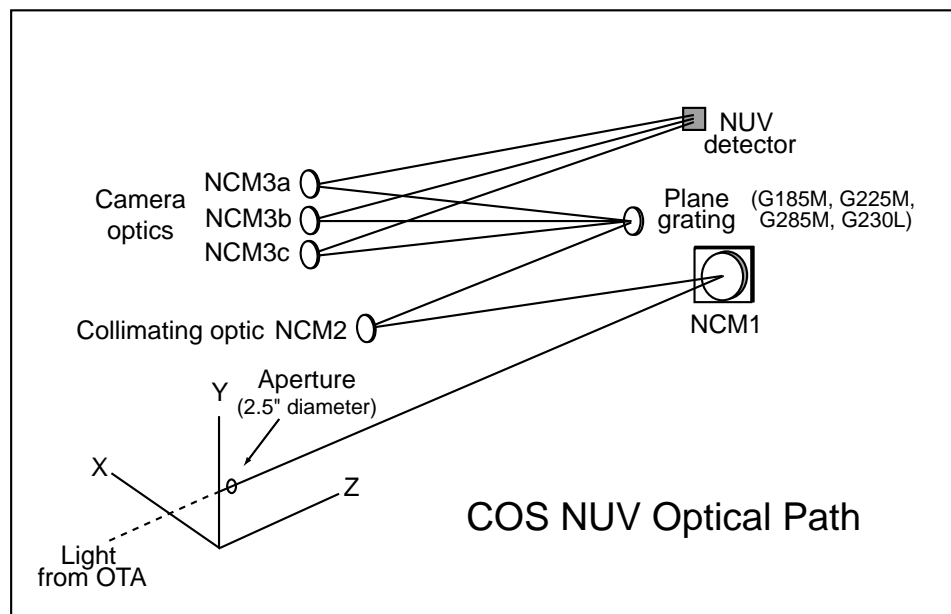 NUV
detector
NCM3a
Camera
optics
NCM3b
NCM3c
Plane
grating
(G185M, G225M,
G285M, G230L)
NCM1
Collimating optic NCM2
Aperture
(2.5" diameter)
Y
X
Z
COS NUV Optical Path
Light
from OTA